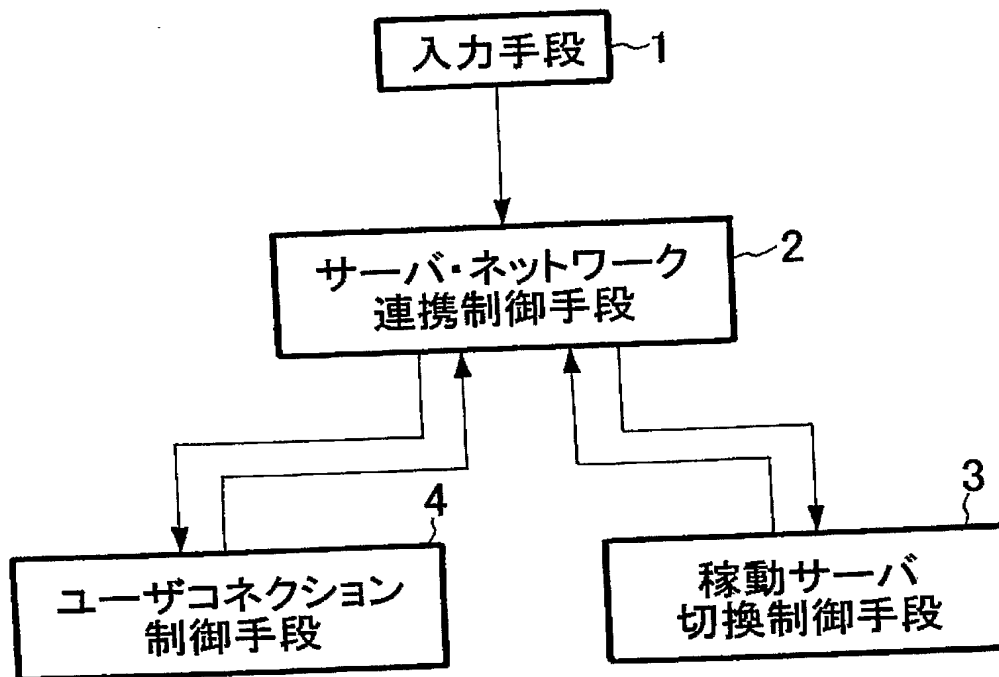 入力手段
1
サーバ・ネットワーク
連携制御手段
2
ユーザコネクション
制御手段
4
稼動サーバ
切換制御手段
3